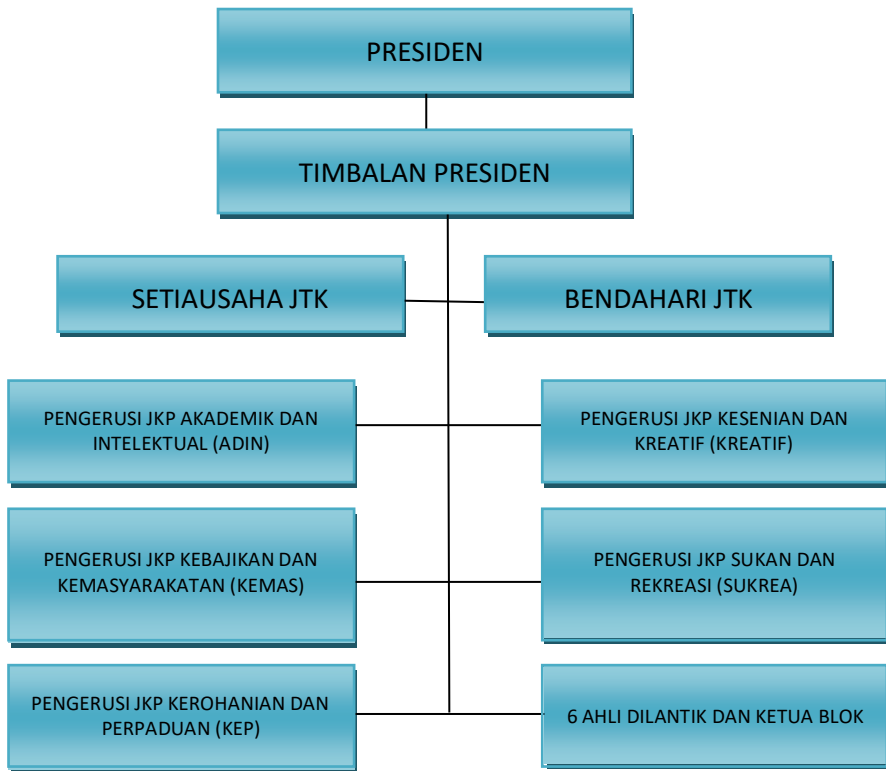 PRESIDEN
TIMBALAN PRESIDEN
SETIAUSAHA JTK
BENDAHARI JTK
PENGERUSI JKP AKADEMIK DAN
INTELEKTUAL (ADIN)
PENGERUSI JKP KESENIAN DAN
KREATIF (KREATIF)
PENGERUSI JKP KEBAJIKAN DAN
KEMASYARAKATAN (KEMAS)
PENGERUSI JKP SUKAN DAN
REKREASI (SUKREA)
PENGERUSI JKP KEROHANIAN DAN
PERPADUAN (KEP)
6 AHLI DILANTIK DAN KETUA BLOK